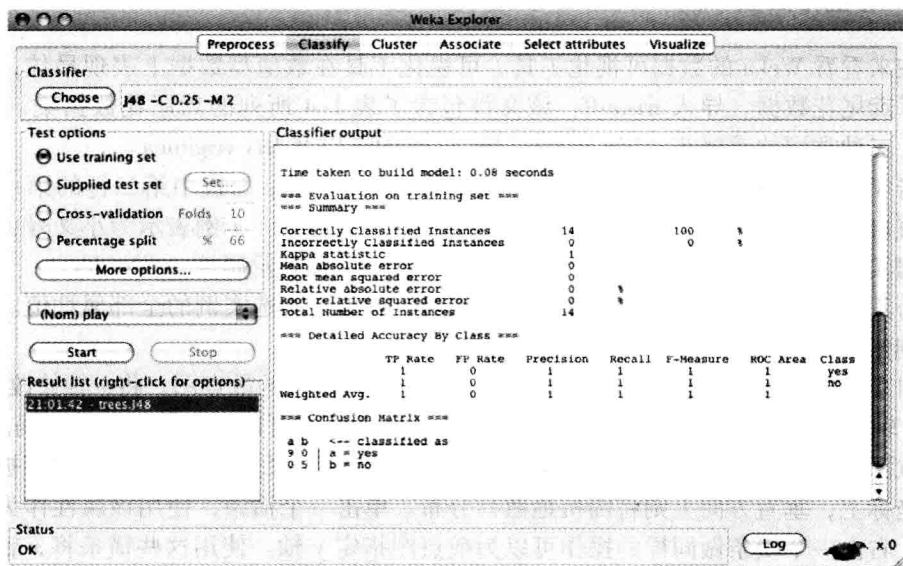 Weka Explorer
Preprocess Classify Cluster Associate Select attributes Visualize
Classifier
Choose J48 -C 0.25 -M 2
Test options
Use training set
Supplied test set Set...
Cross-validation Folds 10
Percentage split % 66
More options...
(Nom) play
Start Stop
Result list (right-click for options)
21:01:42 - trees.J48
Classifier output
Time taken to build model: 0.08 seconds
=== Evaluation on training set ===
=== Summary ===
Correctly Classified Instances 14 100 %
Incorrectly Classified Instances 0 0 %
Kappa statistic 1
Mean absolute error 0
Root mean squared error 0
Relative absolute error 0 %
Root relative squared error 0 %
Total Number of Instances 14
=== Detailed Accuracy By Class ===
TP Rate FP Rate Precision Recall F-Measure ROC Area Class
1 0 1 1 1 1 yes
1 0 1 1 1 1 no
Weighted Avg. 1 0 1 1 1 1
=== Confusion Matrix ===
a b <-- classified as
9 0 | a = yes
0 5 | b = no
Status
OK
Log x 0